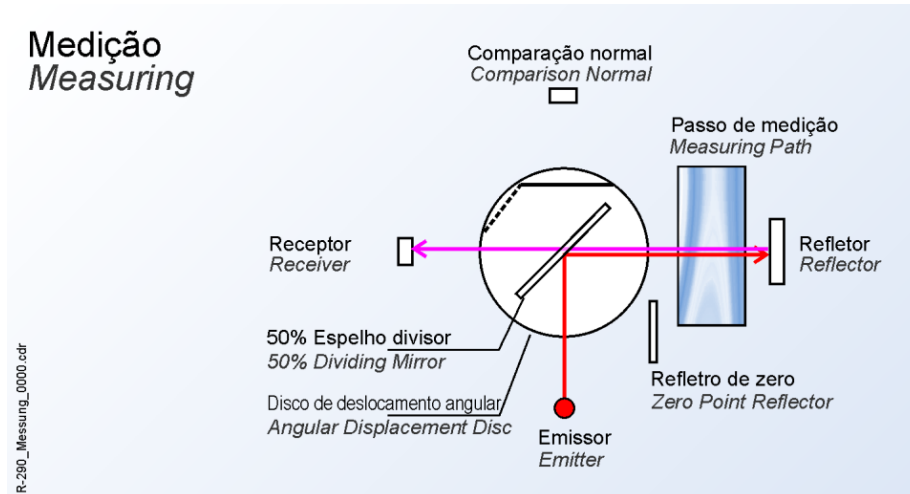 Medição
Measuring
Comparação normal
Comparison Normal
Passo de medição
Measuring Path
Receptor
Receiver
Refletor
Reflector
50% Espelho divisor
50% Dividing Mirror
Disco de deslocamento angular
Angular Displacement Disc
Refletro de zero
Zero Point Reflector
Emissor
Emitter
R-290_Messung_0000.cdr